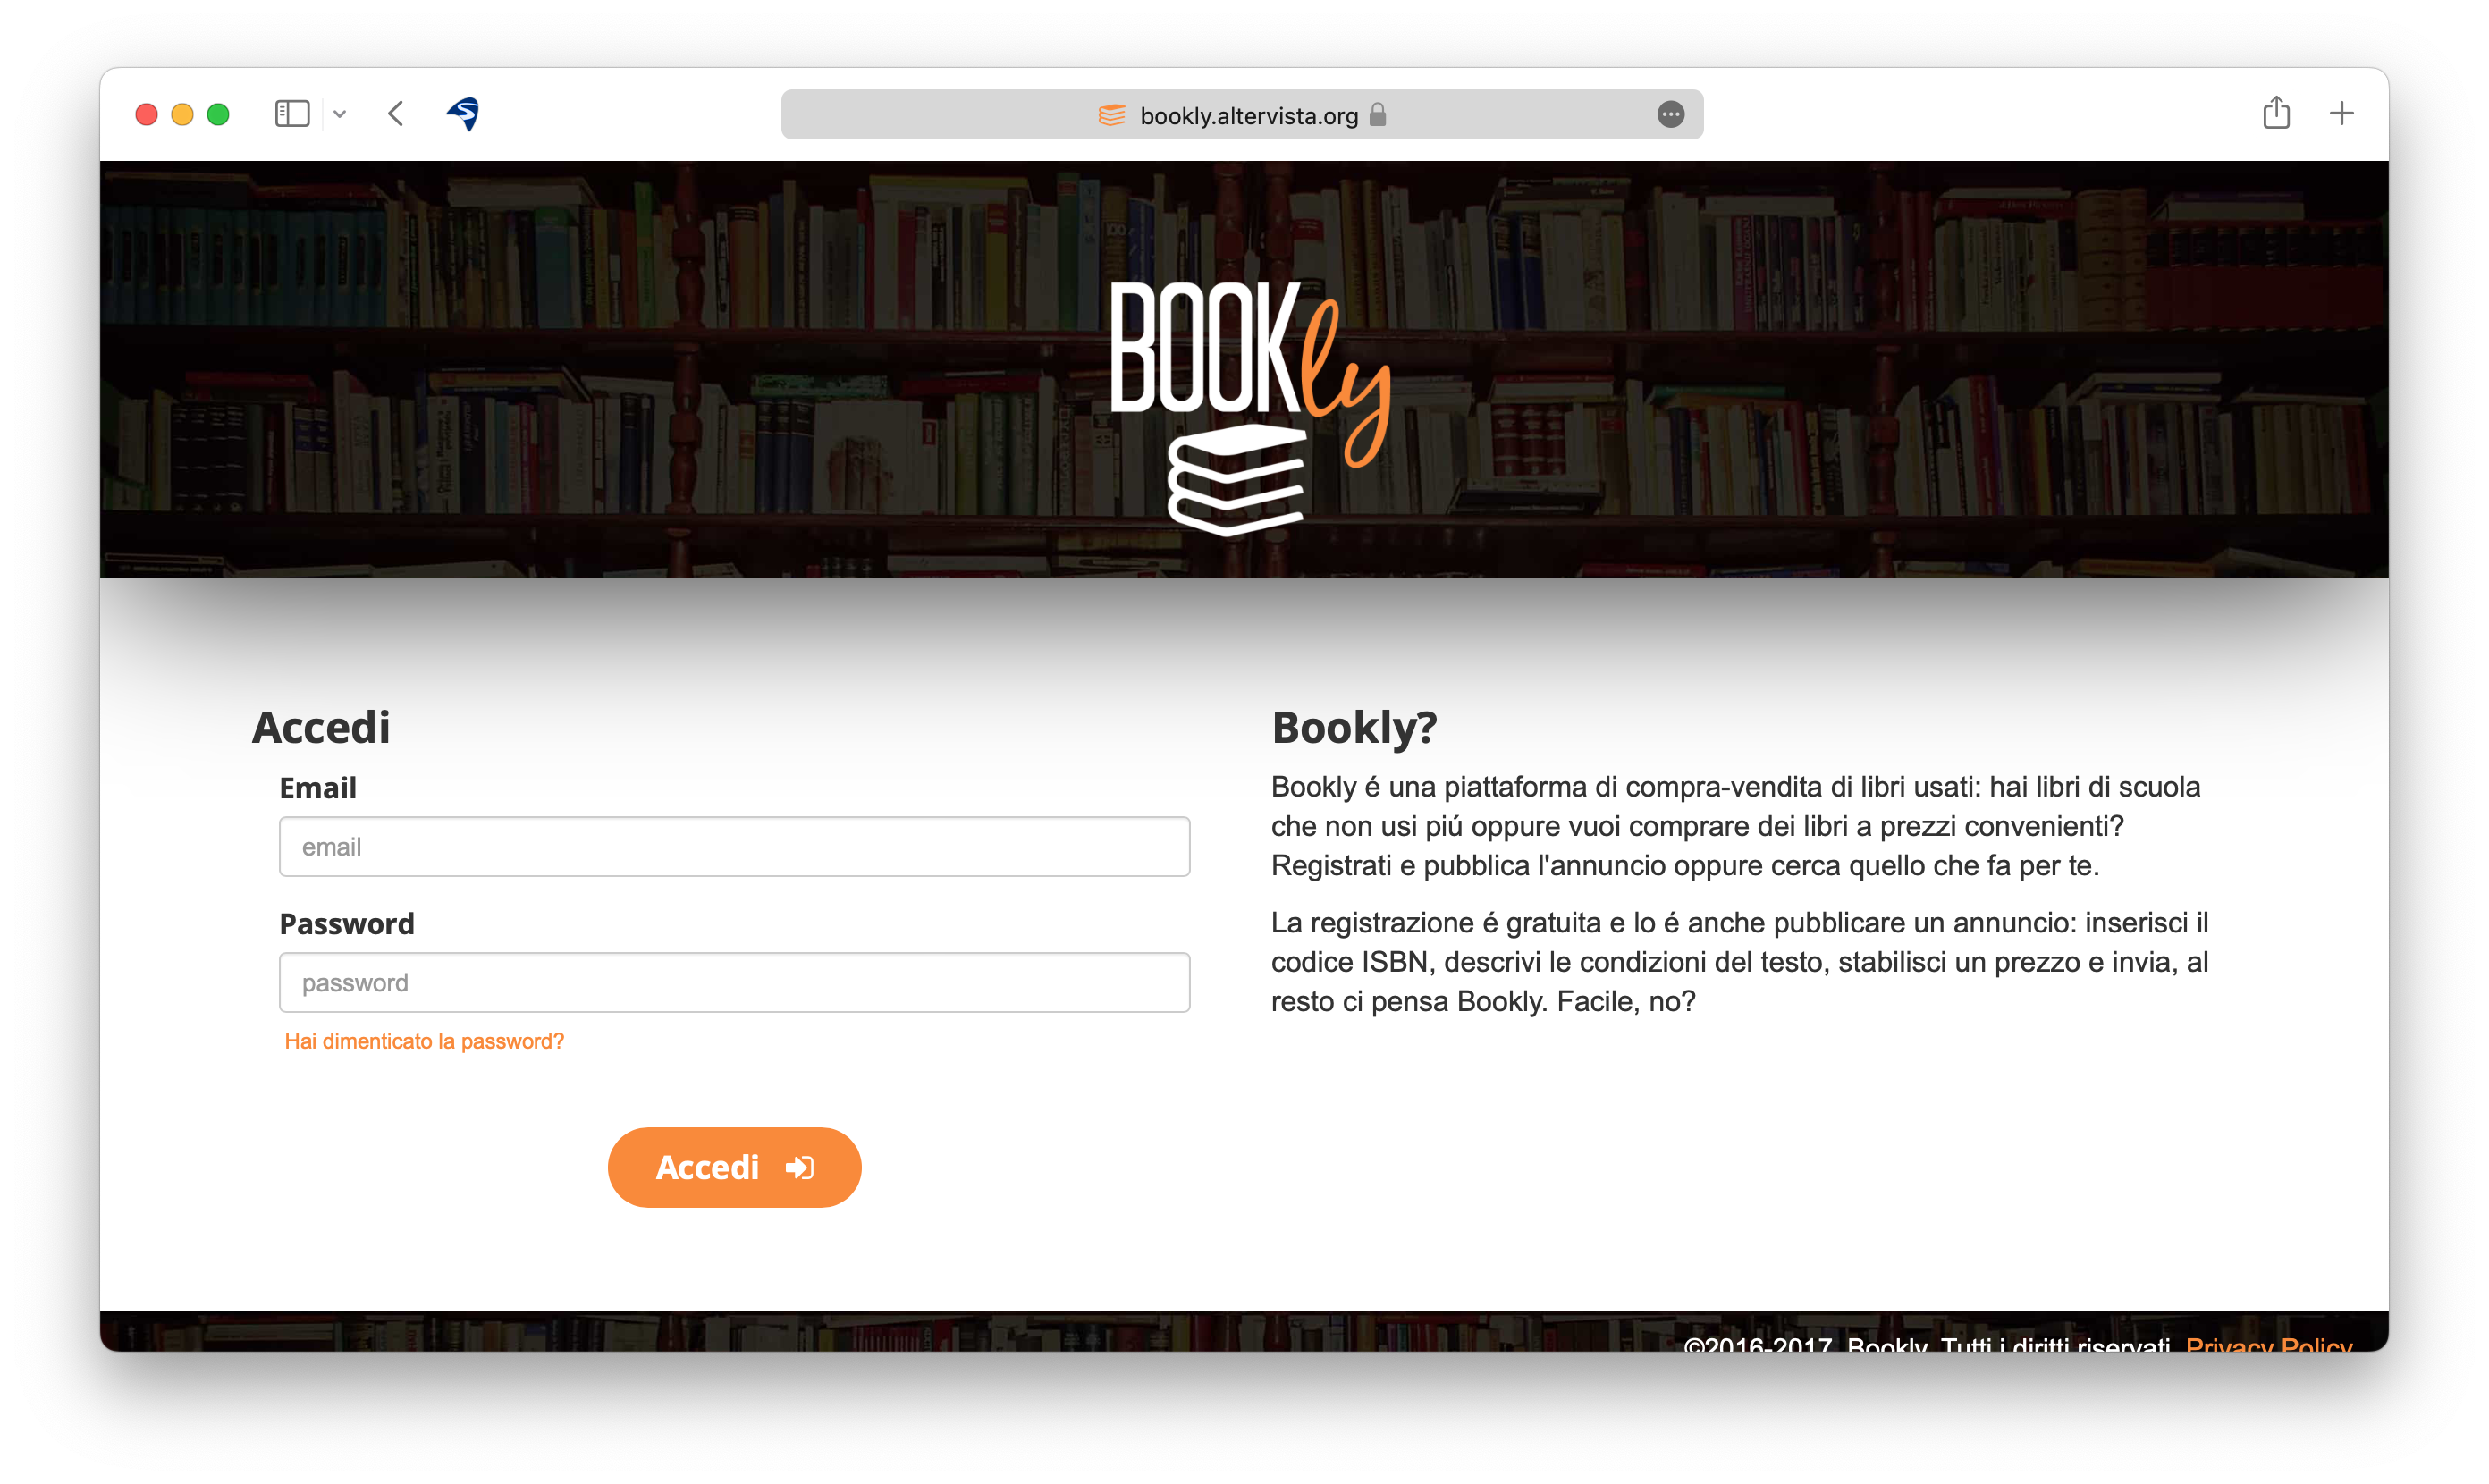 bookly.altervista.org
BOOKly
Accedi
Email
email
Password
password
Hai dimenticato la password?
Accedi
Bookly?
Bookly é una piattaforma di compra-vendita di libri usati: hai libri di scuola
che non usi piú oppure vuoi comprare dei libri a prezzi convenienti?
Registrati e pubblica l'annuncio oppure cerca quello che fa per te.
La registrazione é gratuita e lo é anche pubblicare un annuncio: inserisci il
codice ISBN, descrivi le condizioni del testo, stabilisci un prezzo e invia, al
resto ci pensa Bookly. Facile, no?
©2016-2017 Bookly. Tutti i diritti riservati Privacy Policy